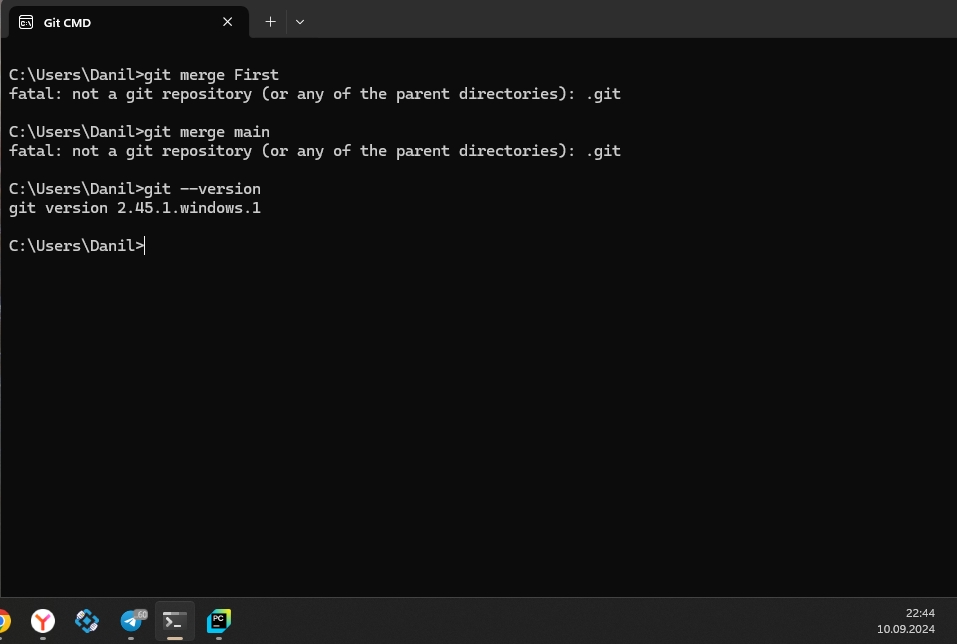 Git CMD
C:\Users\Danil>git merge First
fatal: not a git repository (or any of the parent directories): .git
C:\Users\Danil>git merge main
fatal: not a git repository (or any of the parent directories): .git
C:\Users\Danil>git --version
git version 2.45.1.windows.1
C:\Users\Danil>
60
PC
22:44
10.09.2024